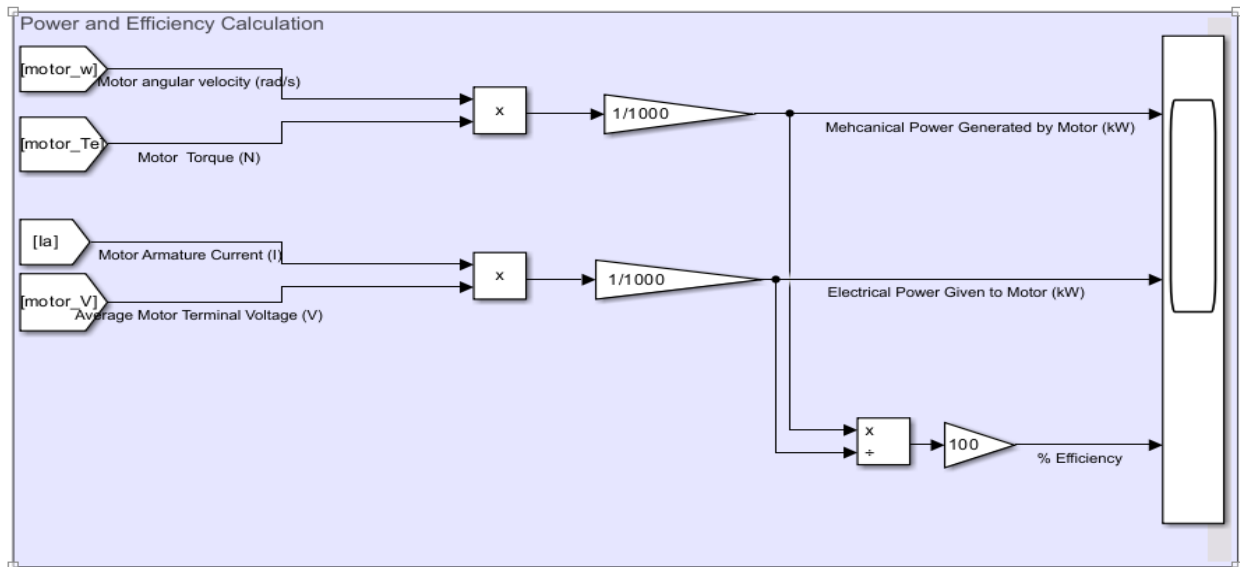 Power and Efficiency Calculation
[motor_w]
Motor angular velocity (rad/s)
x
1/1000
Mehcanical Power Generated by Motor (kW)
[motor_Te]
Motor Torque (N)
[Ia]
Motor Armature Current (I)
x
1/1000
Electrical Power Given to Motor (kW)
[motor_V]
Average Motor Terminal Voltage (V)
x
÷
100
% Efficiency